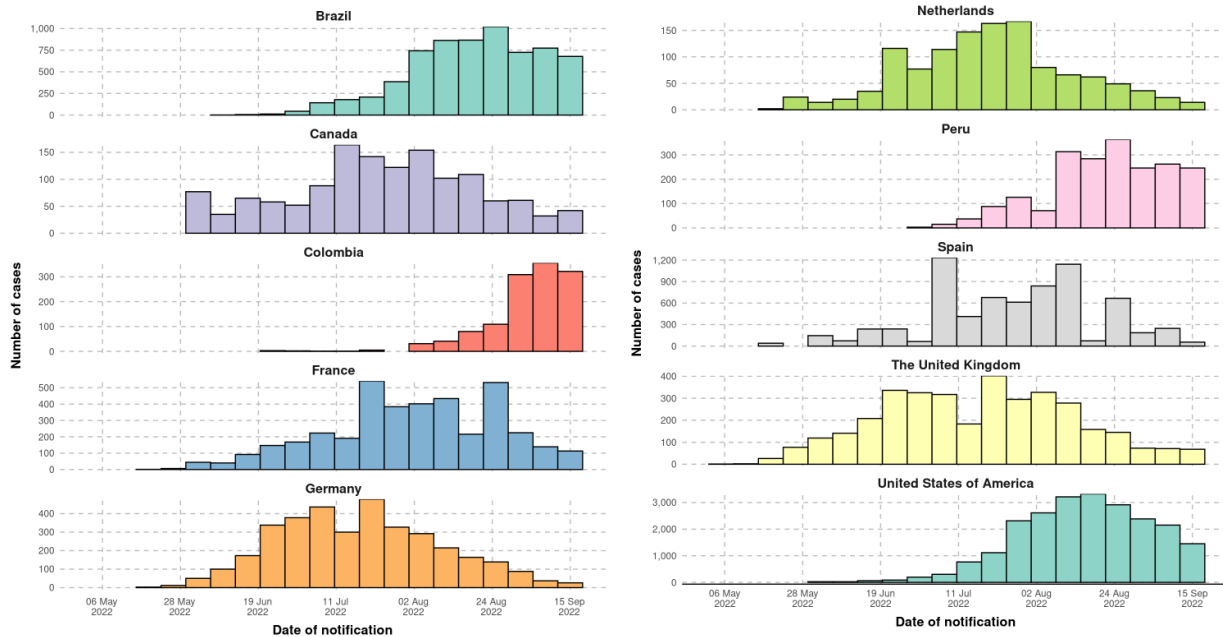 Brazil
1,000
750
500
250
0
Canada
150
100
50
0
Colombia
300
200
100
0
France
500
400
300
200
100
0
Germany
400
300
200
100
0
Number of cases
06 May
2022
28 May
2022
19 Jun
2022
11 Jul
2022
02 Aug
2022
24 Aug
2022
15 Sep
2022
Date of notification
Netherlands
150
100
50
0
Peru
300
200
100
0
Spain
1,200
900
600
300
0
The United Kingdom
400
300
200
100
0
United States of America
3,000
2,000
1,000
0
Number of cases
06 May
2022
28 May
2022
19 Jun
2022
11 Jul
2022
02 Aug
2022
24 Aug
2022
15 Sep
2022
Date of notification